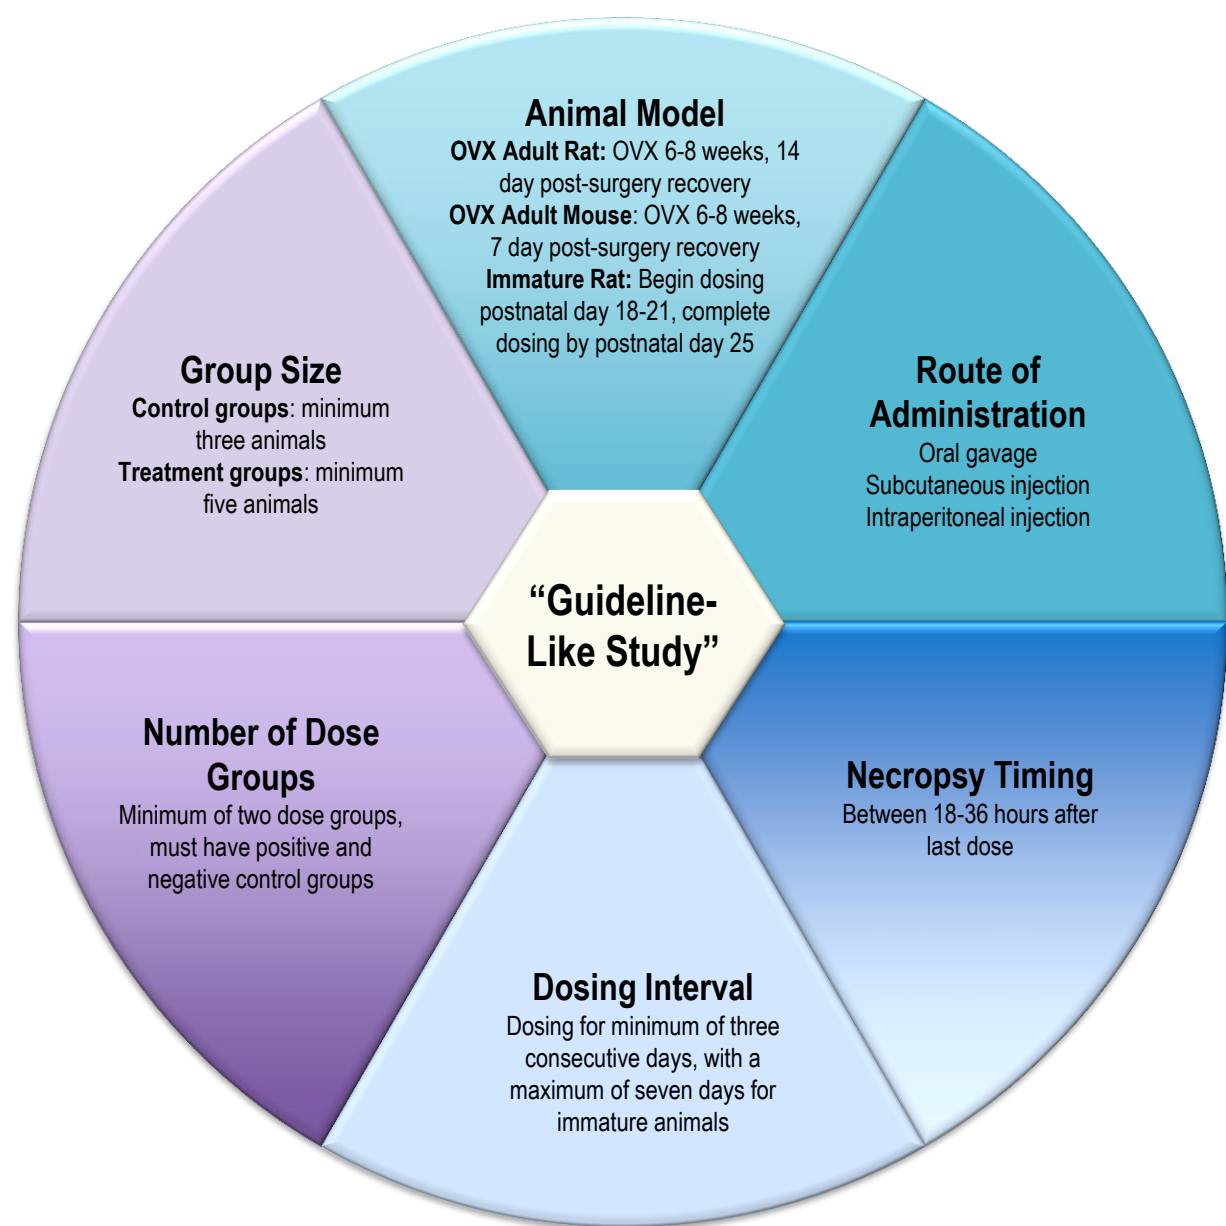 Animal Model
OVX Adult Rat: OVX 6-8 weeks, 14
day post-surgery recovery
OVX Adult Mouse: OVX 6-8 weeks,
7 day post-surgery recovery
Immature Rat: Begin dosing
postnatal day 18-21, complete
dosing by postnatal day 25
Route of
Administration
Oral gavage
Subcutaneous injection
Intraperitoneal injection
Necropsy Timing
Between 18-36 hours after
last dose
Dosing Interval
Dosing for minimum of three
consecutive days, with a
maximum of seven days for
immature animals
Number of Dose
Groups
Minimum of two dose groups,
must have positive and
negative control groups
Group Size
Control groups: minimum
three animals
Treatment groups: minimum
five animals
“Guideline-
Like Study”